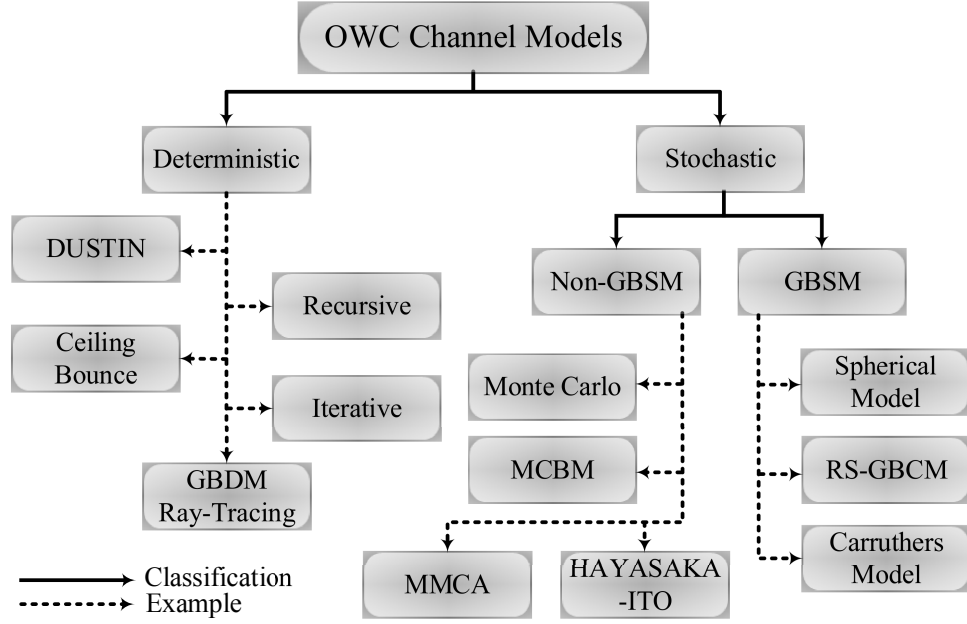 OWC Channel Models
Deterministic
Stochastic
DUSTIN
Non-GBSM
GBSM
Recursive
Ceiling
Bounce
Monte Carlo
Spherical
Model
Iterative
MCBM
RS-GBCM
GBDM
Ray-Tracing
MMCA
HAYASAKA
-ITO
Carruthers
Model
Classification
Example